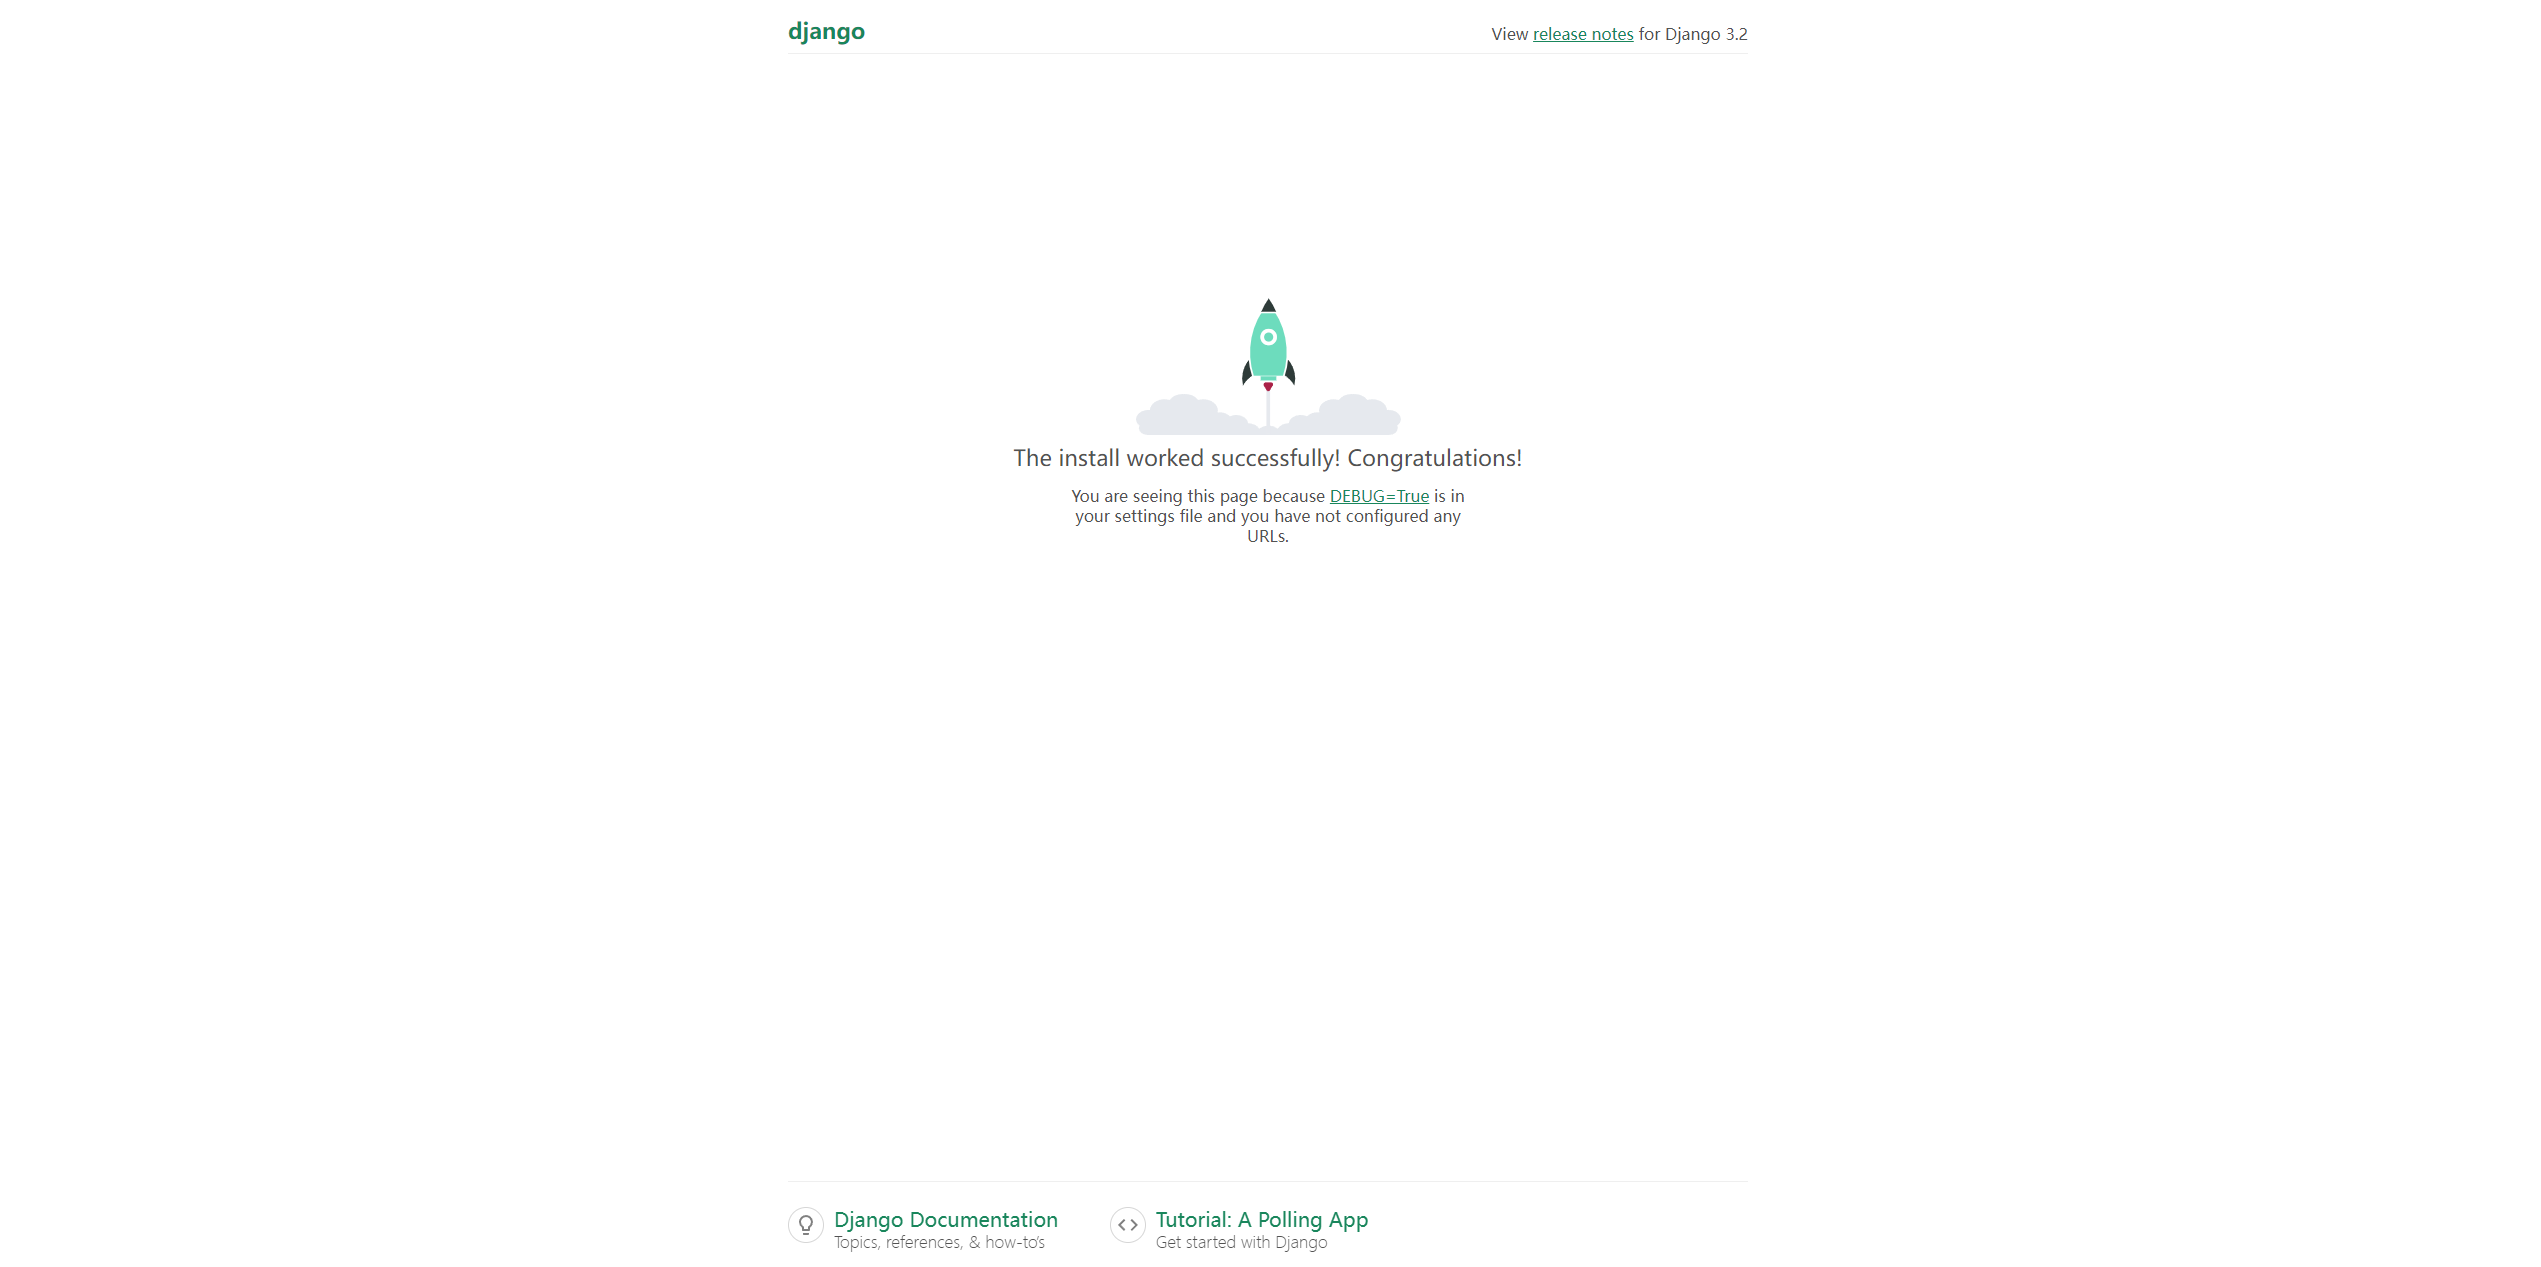 django
View release notes for Django 3.2
The install worked successfully! Congratulations!
You are seeing this page because DEBUG=True is in
your settings file and you have not configured any
URLs.
Django Documentation
Topics, references, & how-to’s
Tutorial: A Polling App
Get started with Django